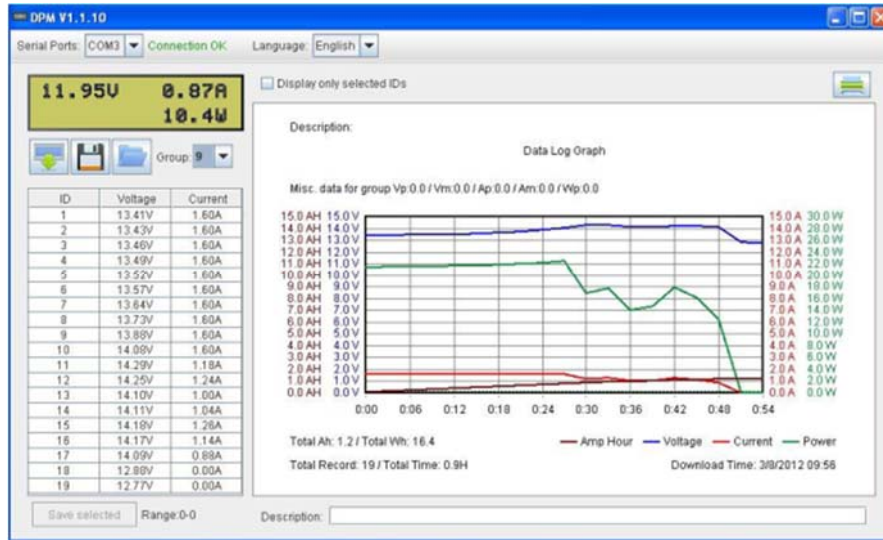 DPM V1.1.10
Serial Ports: COM3 Connection OK Language: English
11.95V 0.87A
10.4W
Group: 9
ID Voltage Current
1 13.41V 1.60A
2 13.43V 1.60A
3 13.46V 1.60A
4 13.49V 1.60A
5 13.52V 1.60A
6 13.57V 1.60A
7 13.64V 1.60A
8 13.73V 1.60A
9 13.88V 1.60A
10 14.08V 1.60A
11 14.29V 1.18A
12 14.25V 1.24A
13 14.10V 1.00A
14 14.11V 1.04A
15 14.18V 1.26A
16 14.17V 1.14A
17 14.09V 0.88A
18 12.88V 0.00A
19 12.77V 0.00A
Save selected Range:0-0
Display only selected IDs
Description:
Data Log Graph
Misc. data for group Vp:0.0 / Vm:0.0 / Ap:0.0 / Am:0.0 / Wp:0.0
15.0 AH 15.0 V 15.0 A 30.0 W
14.0 AH 14.0 V 14.0 A 28.0 W
13.0 AH 13.0 V 13.0 A 26.0 W
12.0 AH 12.0 V 12.0 A 24.0 W
11.0 AH 11.0 V 11.0 A 22.0 W
10.0 AH 10.0 V 10.0 A 20.0 W
9.0 AH 9.0 V 9.0 A 18.0 W
8.0 AH 8.0 V 8.0 A 16.0 W
7.0 AH 7.0 V 7.0 A 14.0 W
6.0 AH 6.0 V 6.0 A 12.0 W
5.0 AH 5.0 V 5.0 A 10.0 W
4.0 AH 4.0 V 4.0 A 8.0 W
3.0 AH 3.0 V 3.0 A 6.0 W
2.0 AH 2.0 V 2.0 A 4.0 W
1.0 AH 1.0 V 1.0 A 2.0 W
0.0 AH 0.0 V 0.0 A 0.0 W
0:00 0:06 0:12 0:18 0:24 0:30 0:36 0:42 0:48 0:54
Total Ah: 1.2 / Total Wh: 16.4 Amp Hour Voltage Current Power
Total Record: 19 / Total Time: 0.9H Download Time: 3/8/2012 09:56
Description: